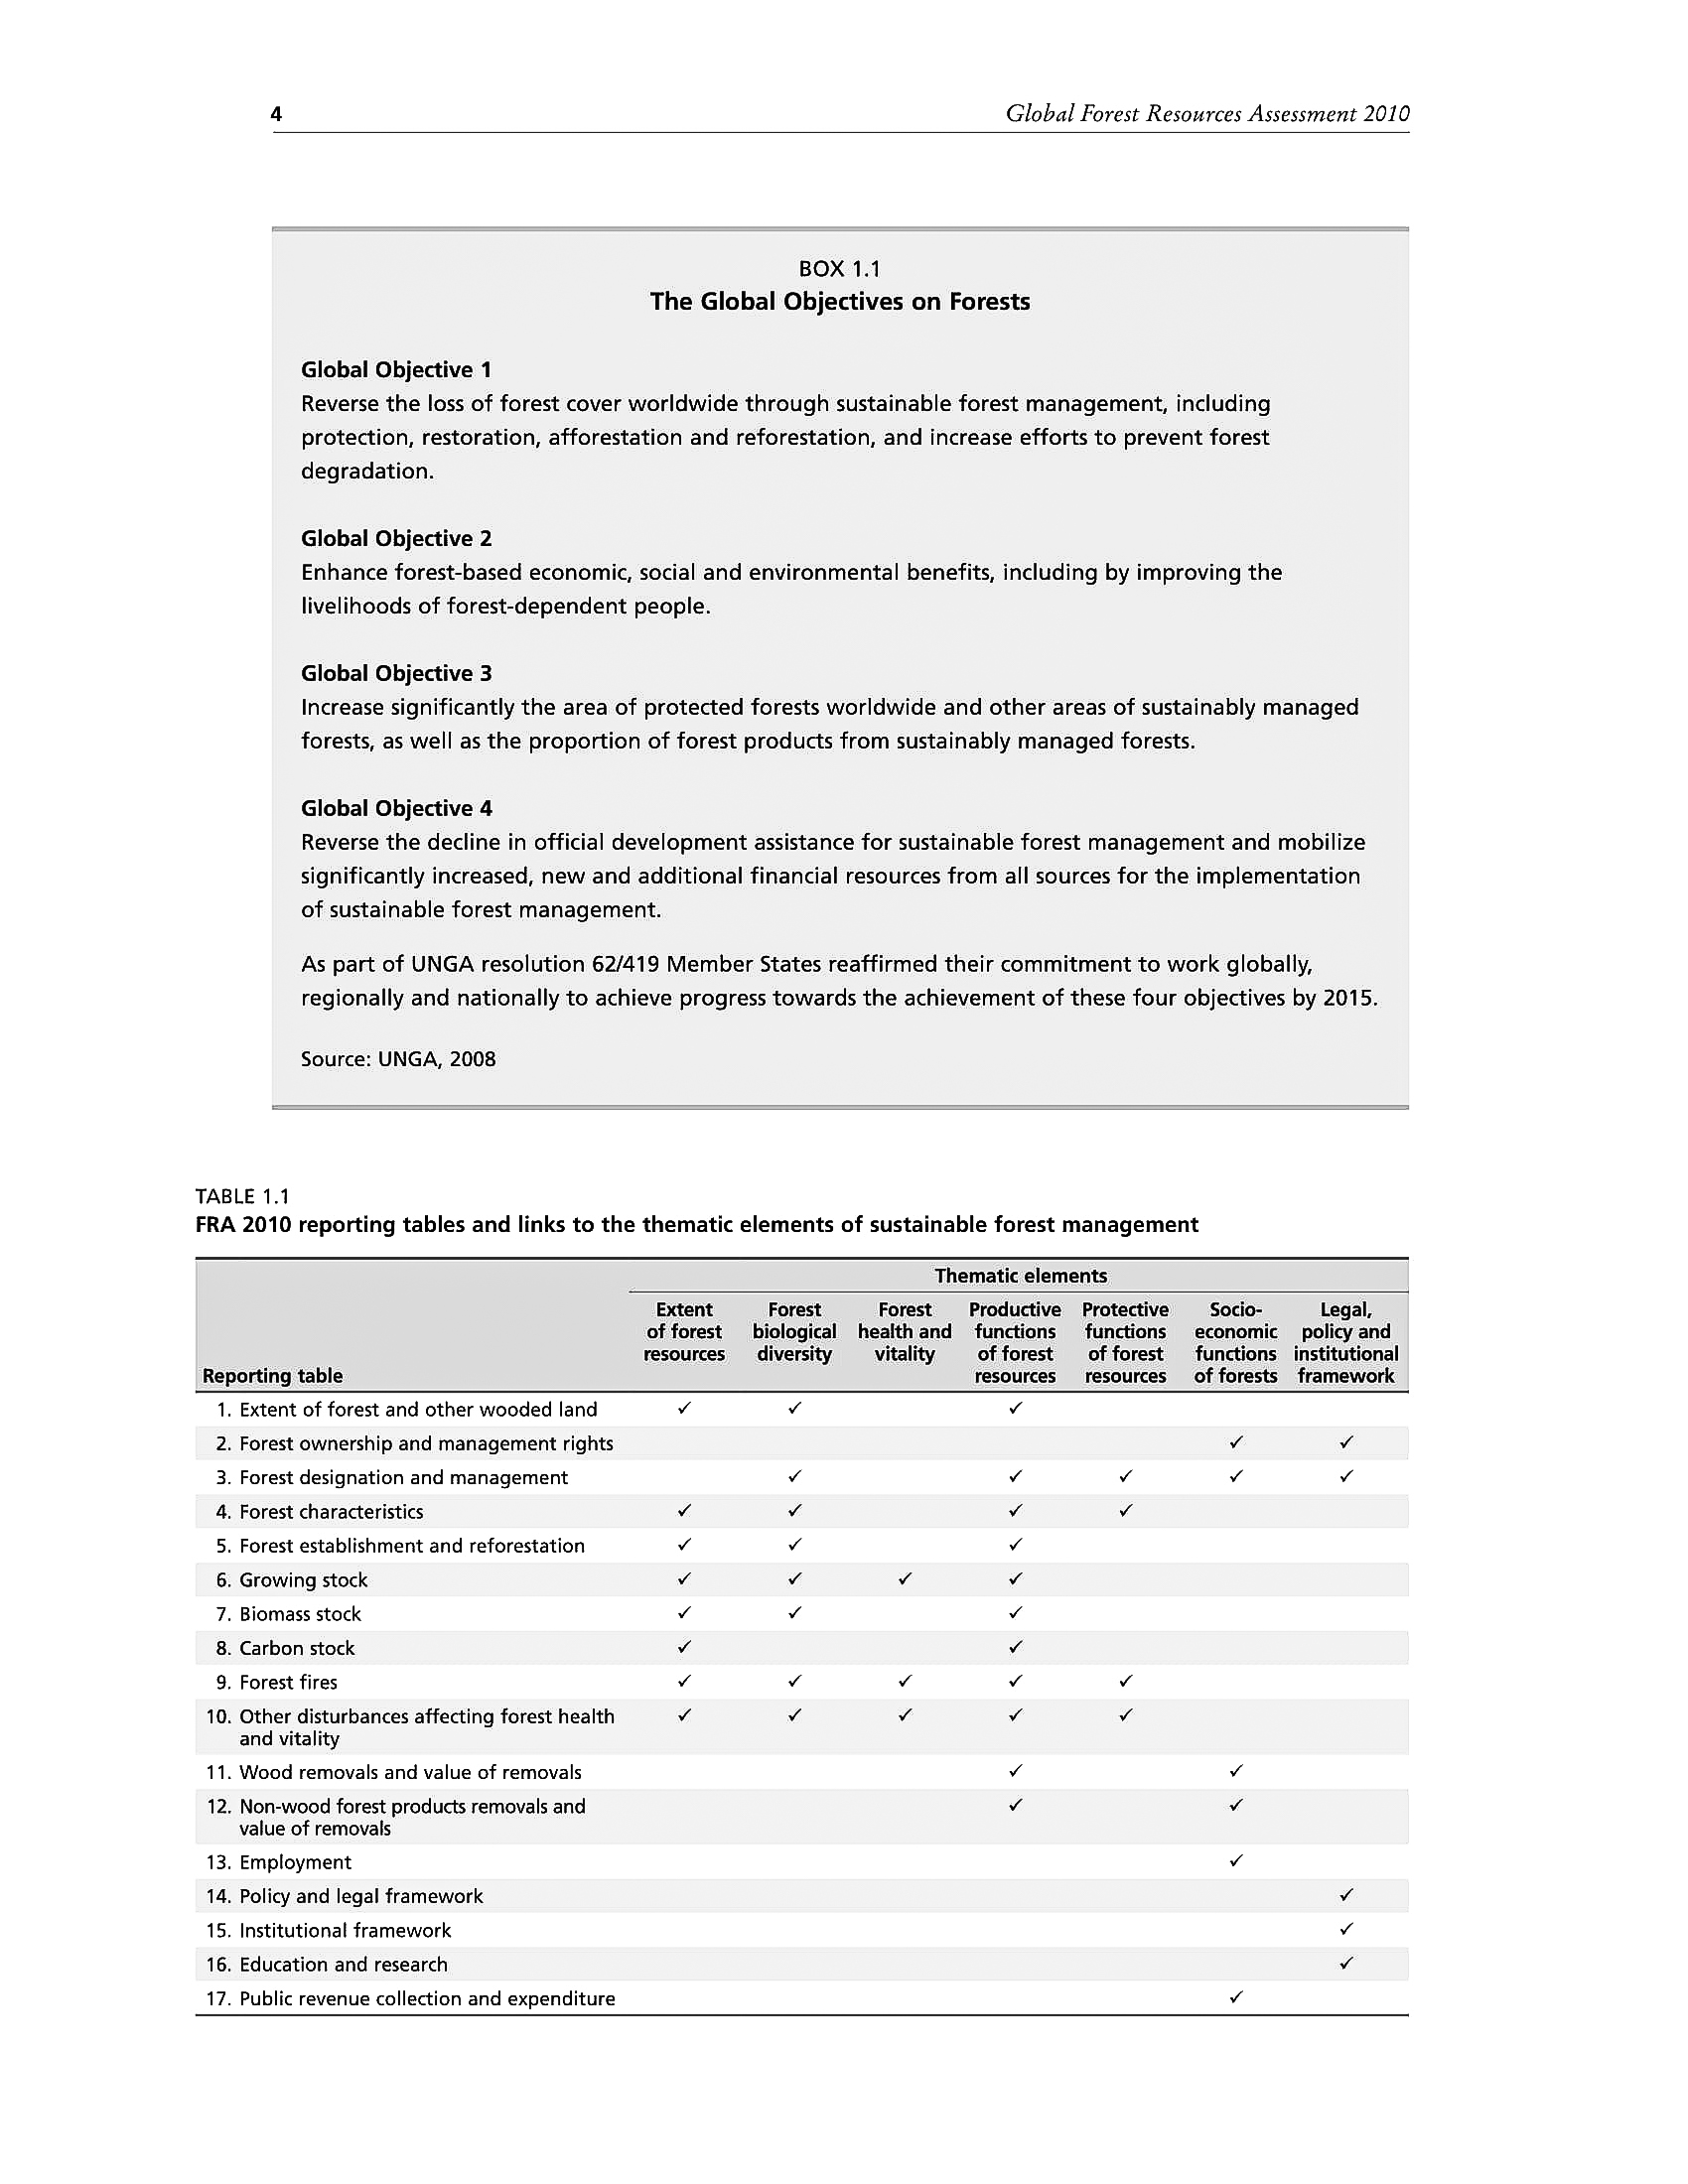 4
Global Forest Resources Assessment 2010
BOX 1.1
The Global Objectives on Forests
Global Objective 1
Reverse the loss of forest cover worldwide through sustainable forest management, including
protection, restoration, afforestation and reforestation, and increase efforts to prevent forest
degradation.
Global Objective 2
Enhance forest-based economic, social and environmental benefits, including by improving the
livelihoods of forest-dependent people.
Global Objective 3
Increase significantly the area of protected forests worldwide and other areas of sustainably managed
forests, as well as the proportion of forest products from sustainably managed forests.
Global Objective 4
Reverse the decline in official development assistance for sustainable forest management and mobilize
significantly increased, new and additional financial resources from all sources for the implementation
of sustainable forest management.
As part of UNGA resolution 62/419 Member States reaffirmed their commitment to work globally,
regionally and nationally to achieve progress towards the achievement of these four objectives by 2015.
Source: UNGA, 2008
TABLE 1.1
FRA 2010 reporting tables and links to the thematic elements of sustainable forest management
Thematic elements
Extent Forest Forest Productive Protective Socio- Legal,
of forest biological health and functions functions economic policy and
resources diversity vitality of forest of forest functions institutional
Reporting table resources resources of forests framework
1. Extent of forest and other wooded land ✓ ✓ ✓
2. Forest ownership and management rights ✓ ✓
3. Forest designation and management ✓ ✓ ✓ ✓ ✓
4. Forest characteristics ✓ ✓ ✓ ✓
5. Forest establishment and reforestation ✓ ✓ ✓
6. Growing stock ✓ ✓ ✓ ✓
7. Biomass stock ✓ ✓ ✓
8. Carbon stock ✓ ✓
9. Forest fires ✓ ✓ ✓ ✓ ✓
10. Other disturbances affecting forest health ✓ ✓ ✓ ✓ ✓
and vitality
11. Wood removals and value of removals ✓ ✓
12. Non-wood forest products removals and ✓ ✓
value of removals
13. Employment ✓
14. Policy and legal framework ✓
15. Institutional framework ✓
16. Education and research ✓
17. Public revenue collection and expenditure ✓